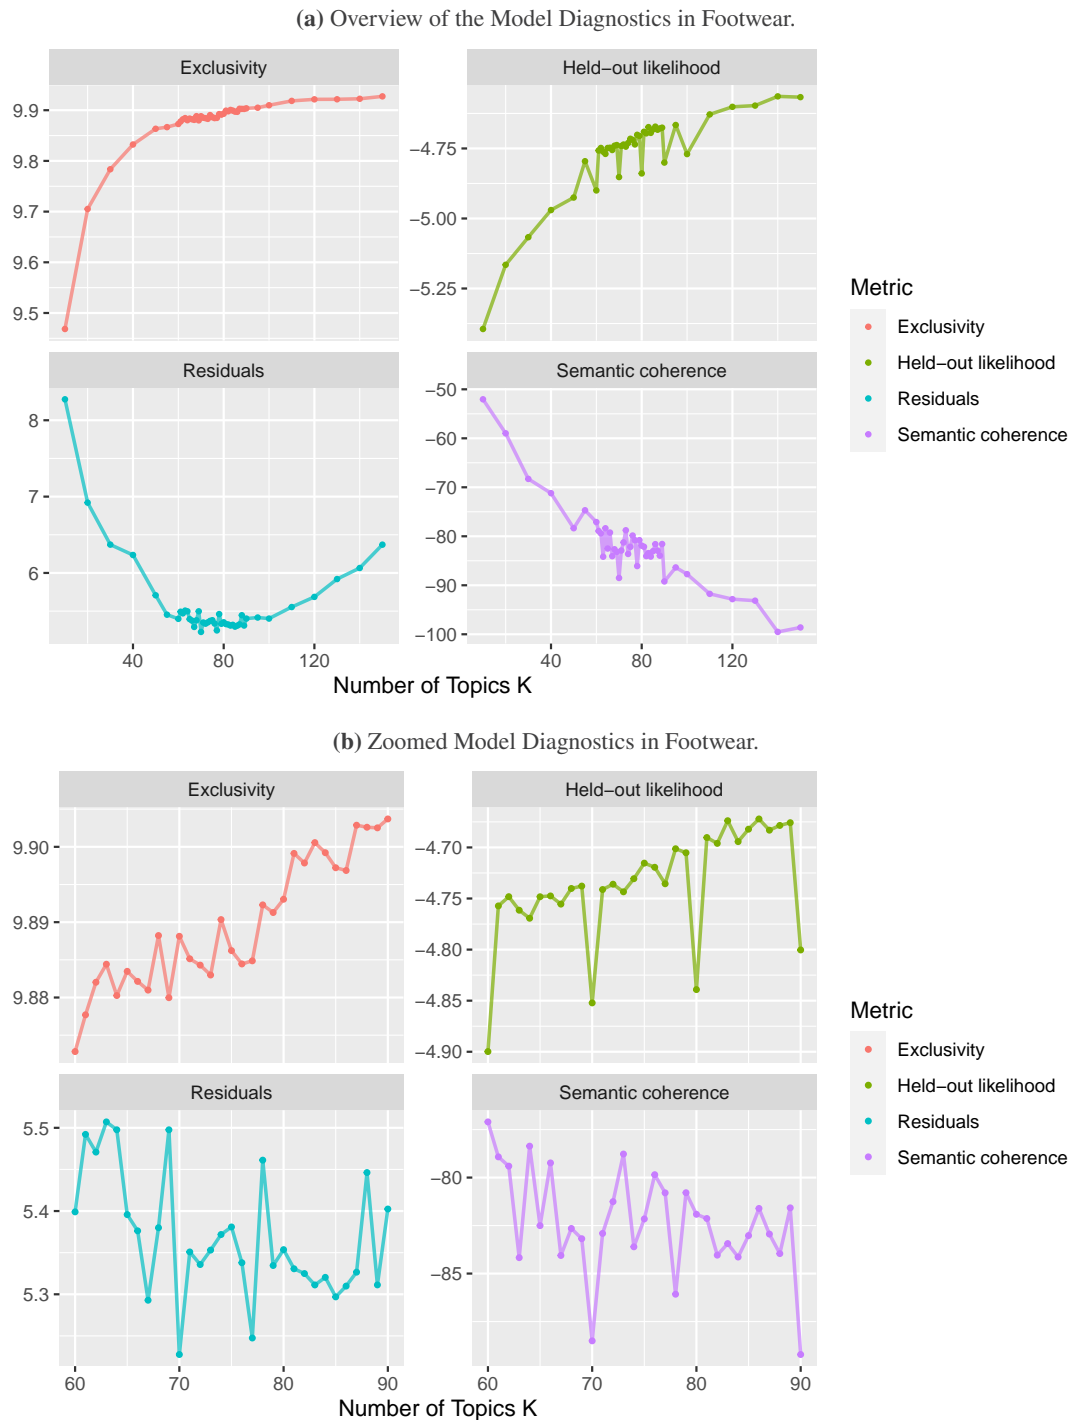 (a) Overview of the Model Diagnostics in Footwear.
Exclusivity
Held−out likelihood
9.9
9.8
9.7
9.6
9.5
−4.75
−5.00
−5.25
Residuals
Semantic coherence
8
7
6
−50
−60
−70
−80
−90
−100
40
80
120
40
80
120
Number of Topics K
Metric
Exclusivity
Held−out likelihood
Residuals
Semantic coherence
(b) Zoomed Model Diagnostics in Footwear.
Exclusivity
Held−out likelihood
9.90
9.89
9.88
−4.70
−4.75
−4.80
−4.85
−4.90
Residuals
Semantic coherence
5.5
5.4
5.3
−80
−85
60
70
80
90
60
70
80
90
Number of Topics K
Metric
Exclusivity
Held−out likelihood
Residuals
Semantic coherence